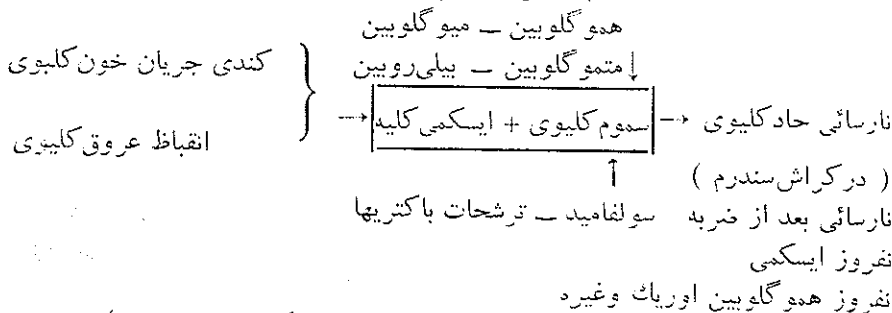 هموگلوبین – میوگلوبین
کندی جریان خون کلیوی
متموگلوبین – بیلی‌روبین
سموم کلیوی + ایسکمی کلیه
نارسائی حاد کلیوی
انقباظ عروق کلیوی
( در کراش سندرم )
نارسائی بعد از ضربه
سولفامید – ترشحات باکتریها
نفروز ایسکمی
نفروز هموگلوبین اوریك وغیره